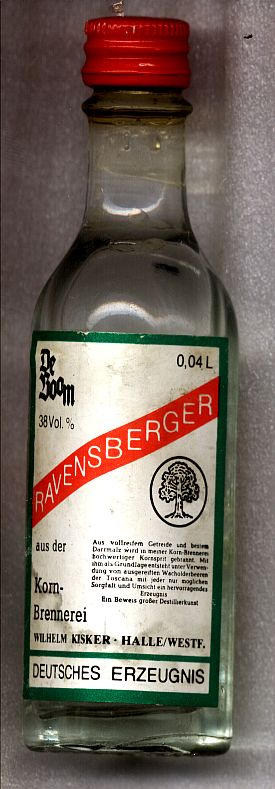 De
Boom
0,04 L
38 Vol. %
RAVENSBERGER
aus der
Korn-
Brennerei
Aus vollreifem Getreide und bestem
Darrmalz wird in meiner Korn-Brennerei
hochwertiger Kornsprit gebrannt. Mit
ihm als Grundlage entsteht unter Verwen-
dung von ausgereiften Wacholderbeeren
der Toscana mit jeder nur möglichen
Sorgfalt und Umsicht ein hervorragendes
Erzeugnis
Ein Beweis großer Destillierkunst
WILHELM KISKER · HALLE/WESTF.
DEUTSCHES ERZEUGNIS